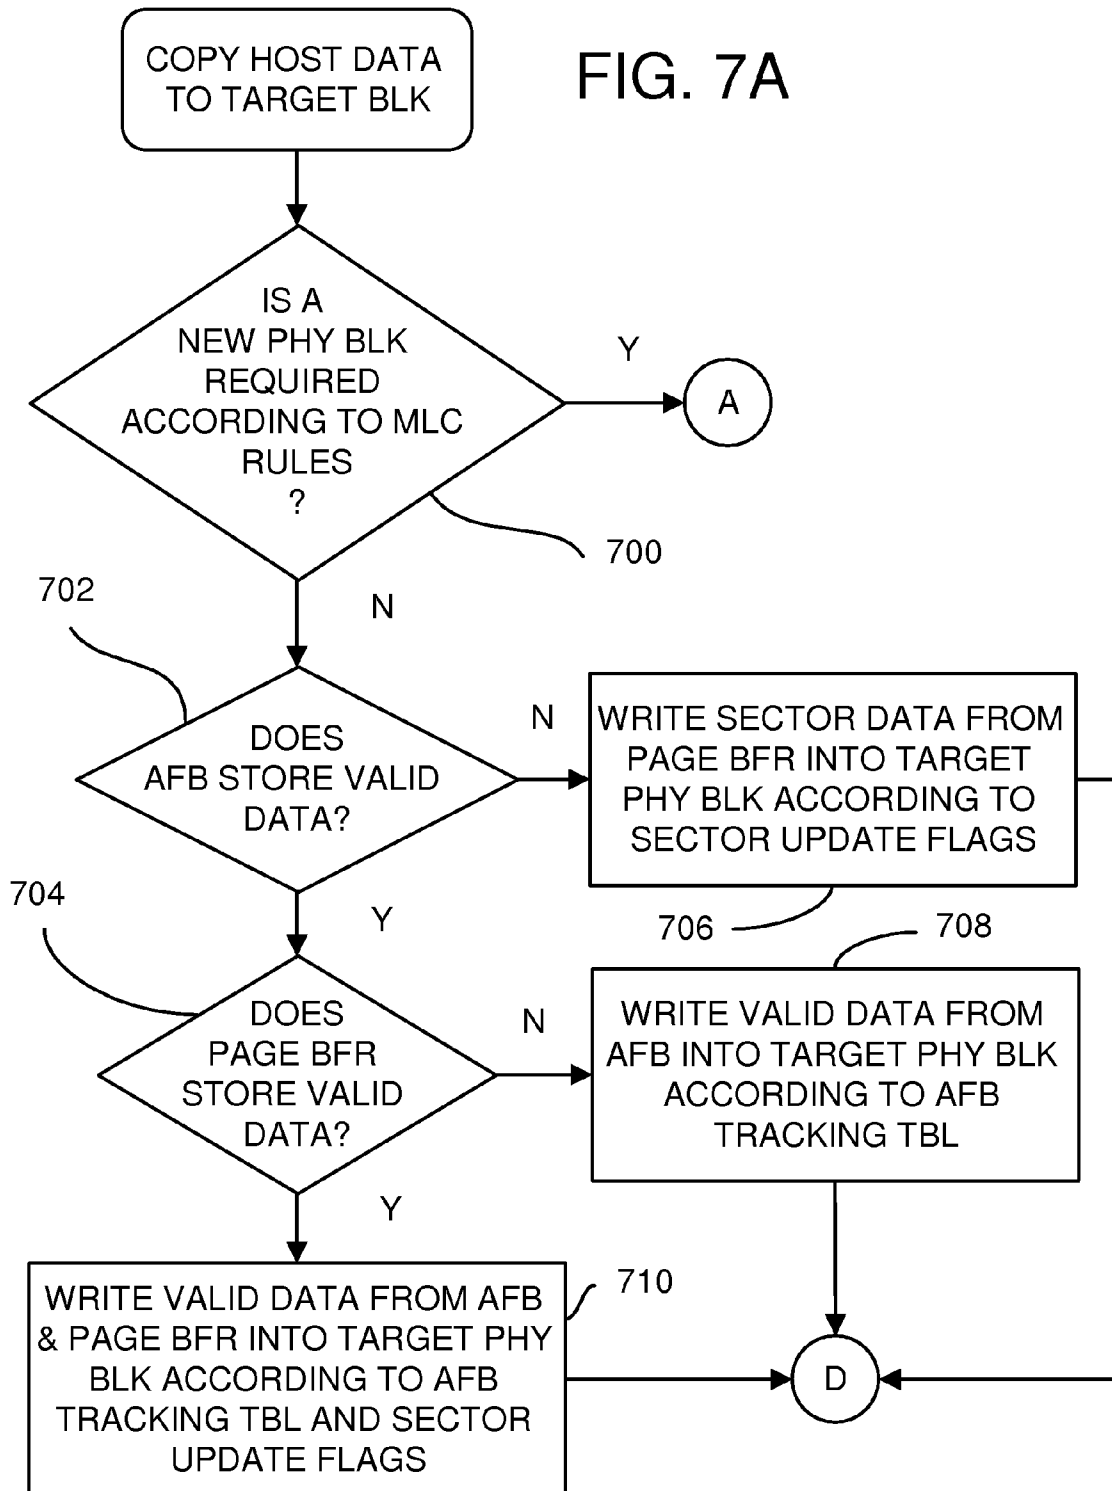 COPY HOST DATA
TO TARGET BLK
FIG. 7A
IS A
NEW PHY BLK
REQUIRED
ACCORDING TO MLC
RULES
?
Y
A
700
N
702
DOES
AFB STORE VALID
DATA?
N
WRITE SECTOR DATA FROM
PAGE BFR INTO TARGET
PHY BLK ACCORDING TO
SECTOR UPDATE FLAGS
706
Y
704
DOES
PAGE BFR
STORE VALID
DATA?
N
708
WRITE VALID DATA FROM
AFB INTO TARGET PHY BLK
ACCORDING TO AFB
TRACKING TBL
Y
710
WRITE VALID DATA FROM AFB
& PAGE BFR INTO TARGET PHY
BLK ACCORDING TO AFB
TRACKING TBL AND SECTOR
UPDATE FLAGS
D